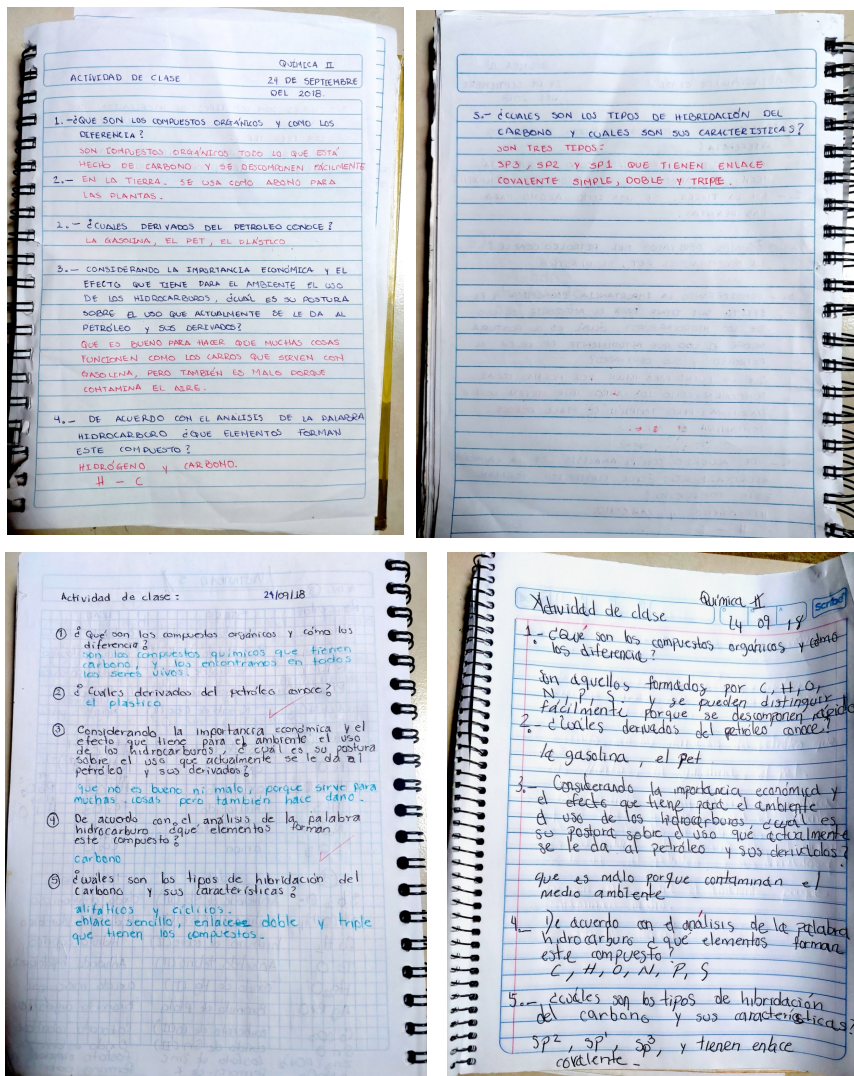 QUIMICA II
ACTIVIDAD DE CLASE 24 DE SEPTIEMBRE
DEL 2018.
1.-¿QUE SON LOS COMPUESTOS ORGÁNICOS Y COMO LOS
DIFERENCIA?
SON COMPUESTOS ORGÁNICOS TODO LO QUE ESTÁ
HECHO DE CARBONO Y SE DESCOMPONEN FÁCILMENTE
2.- EN LA TIERRA. SE USA COMO ABONO PARA
LAS PLANTAS.
2.- ¿CUALES DERIVADOS DEL PETROLEO CONOCE?
LA GASOLINA, EL PET, EL PLÁSTICO
3.- CONSIDERANDO LA IMPORTANCIA ECONÓMICA Y EL
EFECTO QUE TIENE PARA EL AMBIENTE EL USO
DE LOS HIDROCARBUROS, ¿CUÁL ES SU POSTURA
SOBRE EL USO QUE ACTUALMENTE SE LE DA AL
PETRÓLEO Y SUS DERIVADOS?
QUE ES BUENO PARA HACER QUE MUCHAS COSAS
FUNCIONEN COMO LOS CARROS QUE SIRVEN CON
GASOLINA, PERO TAMBIÉN ES MALO PORQUE
CONTAMINA EL AIRE.
4.- DE ACUERDO CON EL ANALISIS DE LA PALABRA
HIDROCARBURO ¿QUE ELEMENTOS FORMAN
ESTE COMPUESTO?
HIDRÓGENO Y CARBONO.
H - C
5.- ¿CUALES SON LOS TIPOS DE HIBRIDACIÓN DEL
CARBONO Y CUALES SON SUS CARACTERISTICAS?
SON TRES TIPOS:
SP3, SP2 Y SP1 QUE TIENEN ENLACE
COVALENTE SIMPLE, DOBLE Y TRIPLE.
Actividad de clase: 24/09/18
① ¿Qué son los compuestos orgánicos y cómo los
diferencia?
son los compuestos químicos que tienen
carbono, y los encontramos en todos
los seres vivos.
② ¿Cuáles derivados del petróleo conoce?
el plastico
③ Considerando la importancia económica y el
efecto que tiene para el ambiente el uso
de los hidrocarburos, ¿cuál es su postura
sobre el uso que actualmente se le da al
petróleo y sus derivados?
que no es bueno ni malo, porque sirve para
muchas cosas pero también hace daño.
④ De acuerdo con el análisis de la palabra
hidrocarburo ¿qué elementos forman
este compuesto?
carbono
⑤ ¿Cuáles son los tipos de hibridación del
Carbono y sus características?
alifaticos y ciclicos.
enlace sencillo, enlace doble y triple
que tienen los compuestos.
Química II
Actividad de clase 24 09 18 scribe
1.- ¿Qué son los compuestos orgánicos y cómo
los diferencia?
Son aquellos formados por C, H, O,
N, P, S. y se pueden distinguir
fácilmente porque se descomponen rapido
2.- ¿Cuales derivados del petróleo conoce?
la gasolina, el pet
3.- Considerando la importancia económica y
el efecto que tiene para el ambiente
el uso de los hidrocarburos, ¿cual es
su postura sobre el uso que actualmente
se le da al petróleo y sus derivados?
que es malo porque contaminan el
medio ambiente
4.- De acuerdo con el análisis de la palabra
hidrocarburo ¿qué elementos forman
este compuesto?
C, H, O, N, P, S
5.- ¿cuáles son los tipos de hibridación
del carbono y sus características?
Sp2, Sp1, Sp3, y tienen enlace
covalente.